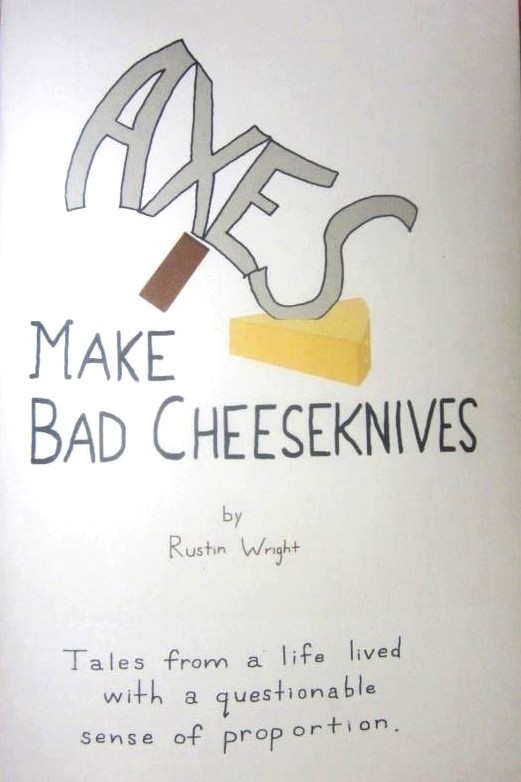 AXES
MAKE
BAD CHEESEKNIVES
by
Rustin Wright
Tales from a life lived
with a questionable
sense of proportion.